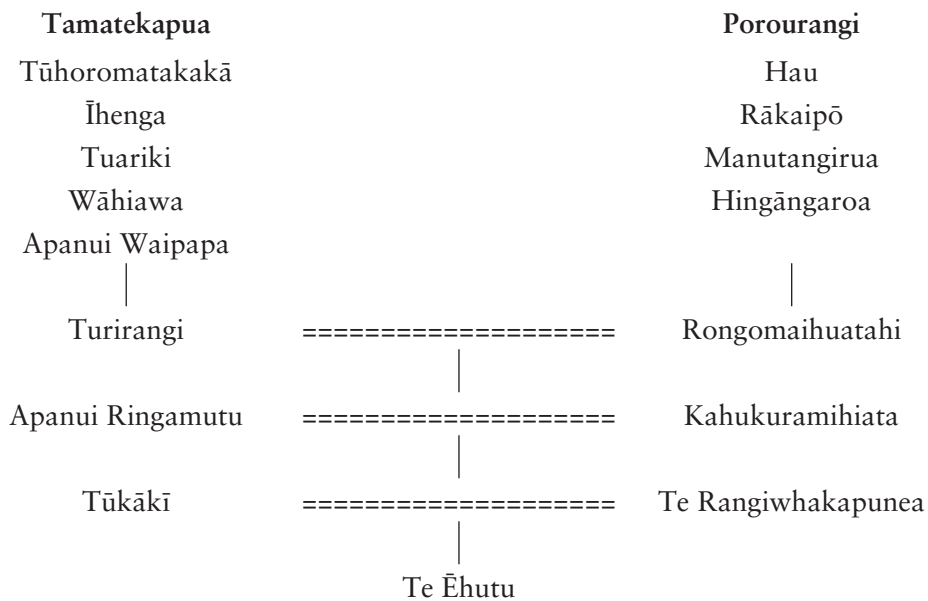 Tamatekapua Porourangi
Tūhoromatakakā Hau
Īhenga Rākaipō
Tuariki Manutangirua
Wāhiawa Hingāngaroa
Apanui Waipapa
Turirangi ==================== Rongomaihuatahi
Apanui Ringamutu ==================== Kahukuramihiata
Tūkākī ==================== Te Rangiwhakapunea
Te Ēhutu